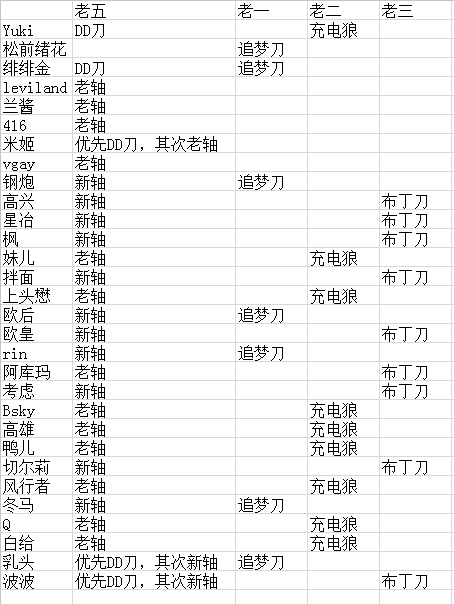 老五 老一 老二 老三
Yuki DD刀 充电狼
松前绪花 追梦刀
绯绯金 DD刀 追梦刀
leviland 老轴
兰酱 老轴
416 老轴
米姬 优先DD刀，其次老轴
vgay 老轴
钢炮 新轴 追梦刀
高兴 新轴 布丁刀
星冶 新轴 布丁刀
枫 新轴 布丁刀
妹儿 老轴 充电狼
拌面 新轴 布丁刀
上头懋 老轴 充电狼
欧后 新轴 追梦刀
欧皇 新轴 布丁刀
rin 新轴 追梦刀
阿库玛 老轴 布丁刀
考虑 新轴 布丁刀
Bsky 老轴 充电狼
高雄 老轴 充电狼
鸭儿 老轴 充电狼
切尔莉 新轴 布丁刀
风行者 老轴 充电狼
冬马 新轴 追梦刀
Q 老轴 充电狼
白给 老轴 充电狼
乳头 优先DD刀，其次新轴 追梦刀
波波 优先DD刀，其次新轴 布丁刀